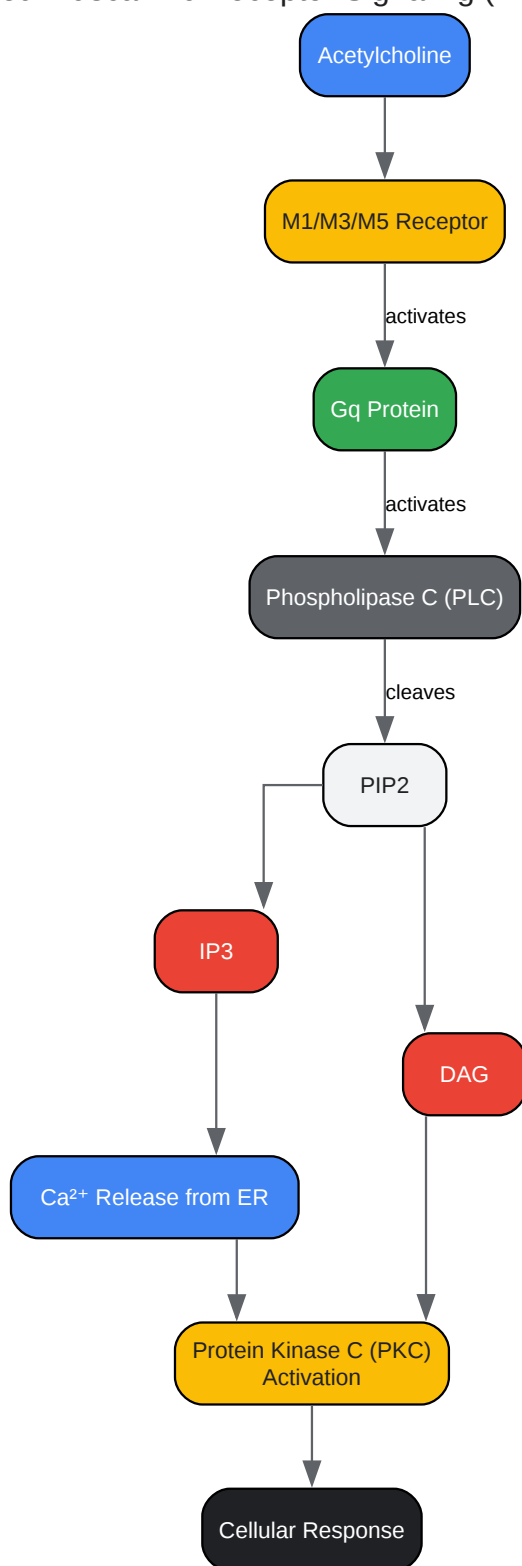 Acetylcholine
M1/M3/M5 Receptor
activates
Gq Protein
activates
Phospholipase C (PLC)
cleaves
PIP2
IP3
DAG
Ca²⁺ Release from ER
Protein Kinase C (PKC)
Activation
Cellular Response